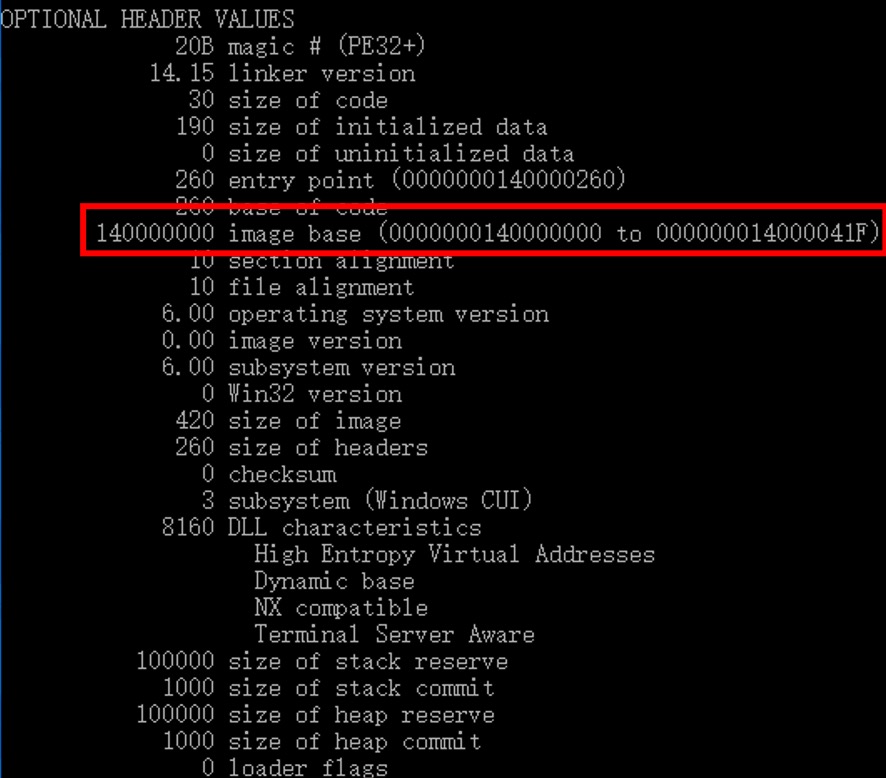 OPTIONAL HEADER VALUES
20B magic # (PE32+)
14.15 linker version
30 size of code
190 size of initialized data
0 size of uninitialized data
260 entry point (0000000140000260)
260 base of code
140000000 image base (0000000140000000 to 000000014000041F)
10 section alignment
10 file alignment
6.00 operating system version
0.00 image version
6.00 subsystem version
0 Win32 version
420 size of image
260 size of headers
0 checksum
3 subsystem (Windows CUI)
8160 DLL characteristics
High Entropy Virtual Addresses
Dynamic base
NX compatible
Terminal Server Aware
100000 size of stack reserve
1000 size of stack commit
100000 size of heap reserve
1000 size of heap commit
0 loader flags